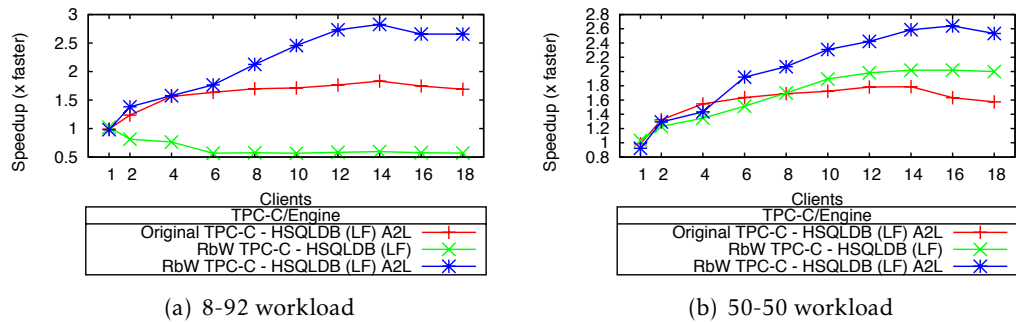 Speedup (x faster)
3
2.5
2
1.5
1
0.5
1 2 4 6 8 10 12 14 16 18
Clients
TPC-C/Engine
Original TPC-C - HSQLDB (LF) A2L
RbW TPC-C - HSQLDB (LF)
RbW TPC-C - HSQLDB (LF) A2L
(a) 8-92 workload
Speedup (x faster)
2.8
2.6
2.4
2.2
2
1.8
1.6
1.4
1.2
1
0.8
1 2 4 6 8 10 12 14 16 18
Clients
TPC-C/Engine
Original TPC-C - HSQLDB (LF) A2L
RbW TPC-C - HSQLDB (LF)
RbW TPC-C - HSQLDB (LF) A2L
(b) 50-50 workload